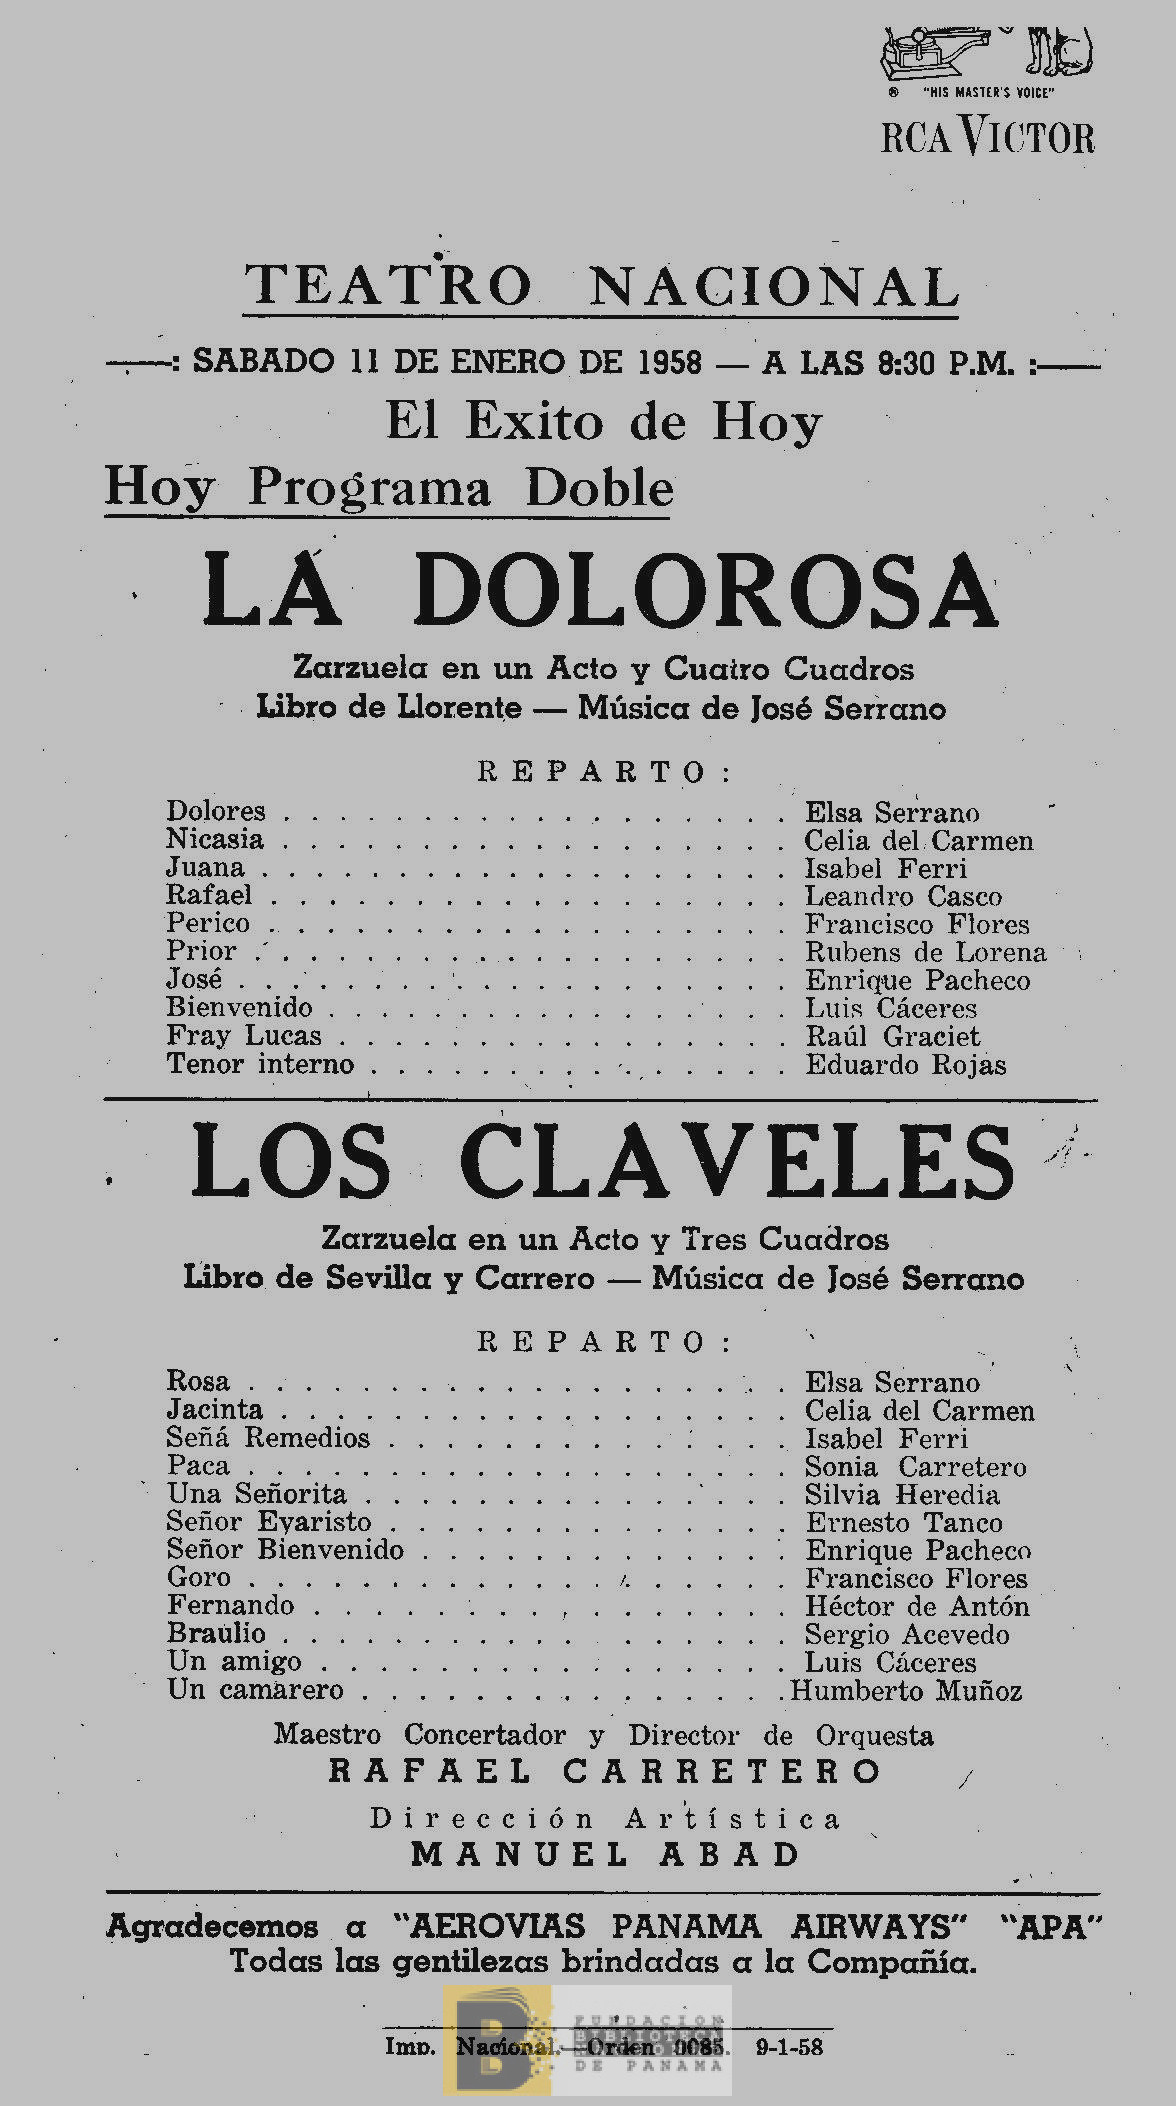 ® "HIS MASTER'S VOICE"
RCA VICTOR
TEATRO NACIONAL
——: SABADO 11 DE ENERO DE 1958 — A LAS 8:30 P.M. :——
El Exito de Hoy
Hoy Programa Doble
LA DOLOROSA
Zarzuela en un Acto y Cuatro Cuadros
Libro de Llorente — Música de José Serrano
REPARTO:
Dolores . . . . . . . . . . . . . . . . . . . Elsa Serrano
Nicasia . . . . . . . . . . . . . . . . . . . Celia del Carmen
Juana . . . . . . . . . . . . . . . . . . . . Isabel Ferri
Rafael . . . . . . . . . . . . . . . . . . . Leandro Casco
Perico . . . . . . . . . . . . . . . . . . . Francisco Flores
Prior . . . . . . . . . . . . . . . . . . . . Rubens de Lorena
José . . . . . . . . . . . . . . . . . . . . Enrique Pacheco
Bienvenido . . . . . . . . . . . . . . . . . Luis Cáceres
Fray Lucas . . . . . . . . . . . . . . . . . Raúl Graciet
Tenor interno . . . . . . . . . . . . . . . . Eduardo Rojas
LOS CLAVELES
Zarzuela en un Acto y Tres Cuadros
Libro de Sevilla y Carrero — Música de José Serrano
REPARTO:
Rosa . . . . . . . . . . . . . . . . . . . . Elsa Serrano
Jacinta . . . . . . . . . . . . . . . . . . . Celia del Carmen
Señá Remedios . . . . . . . . . . . . . . . Isabel Ferri
Paca . . . . . . . . . . . . . . . . . . . . Sonia Carretero
Una Señorita . . . . . . . . . . . . . . . . Silvia Heredia
Señor Evaristo . . . . . . . . . . . . . . . Ernesto Tanco
Señor Bienvenido . . . . . . . . . . . . . . Enrique Pacheco
Goro . . . . . . . . . . . . . . . . . . . . Francisco Flores
Fernando . . . . . . . . . . . . . . . . . . Héctor de Antón
Braulio . . . . . . . . . . . . . . . . . . . Sergio Acevedo
Un amigo . . . . . . . . . . . . . . . . . Luis Cáceres
Un camarero . . . . . . . . . . . . . . . . Humberto Muñoz
Maestro Concertador y Director de Orquesta
RAFAEL CARRETERO
Dirección Artística
MANUEL ABAD
Agradecemos a "AEROVIAS PANAMA AIRWAYS" "APA"
Todas las gentilezas brindadas a la Compañía.
FUNDACION
BIBLIOTECA
DE PANAMA
Imp. Nacional.—Orden 0085. 9-1-58